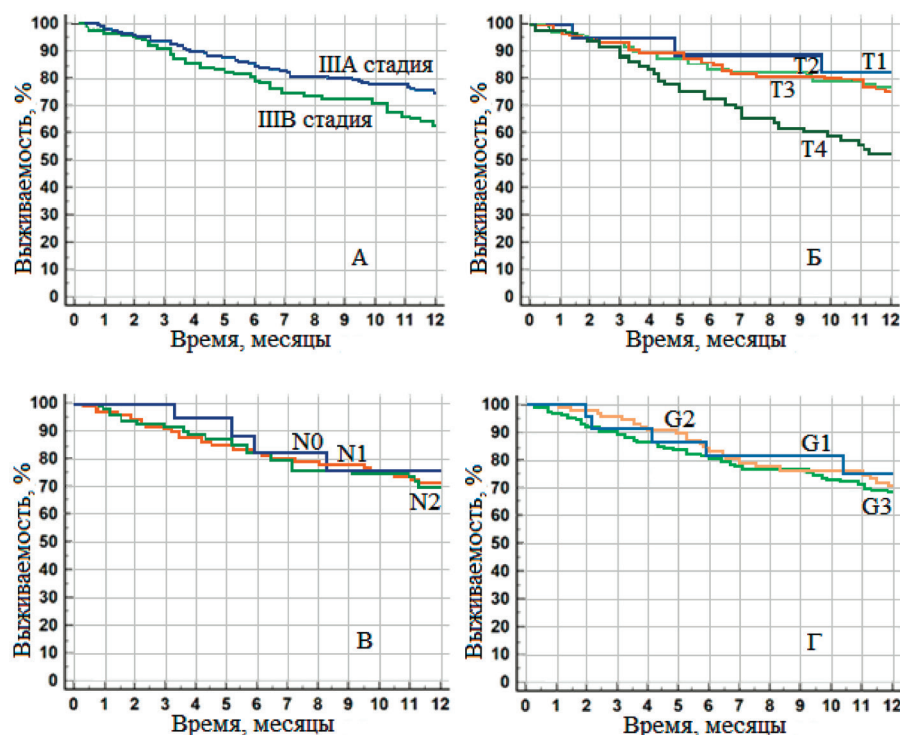 Выживаемость, %
100
90
80
70
60
50
40
30
20
10
0
IIIA стадия
IIIB стадия
А
0 1 2 3 4 5 6 7 8 9 10 11 12
Время, месяцы
Выживаемость, %
100
90
80
70
60
50
40
30
20
10
0
T1
T2
T3
T4
Б
0 1 2 3 4 5 6 7 8 9 10 11 12
Время, месяцы
Выживаемость, %
100
90
80
70
60
50
40
30
20
10
0
N0
N1
N2
В
0 1 2 3 4 5 6 7 8 9 10 11 12
Время, месяцы
Выживаемость, %
100
90
80
70
60
50
40
30
20
10
0
G2
G1
G3
Г
0 1 2 3 4 5 6 7 8 9 10 11 12
Время, месяцы